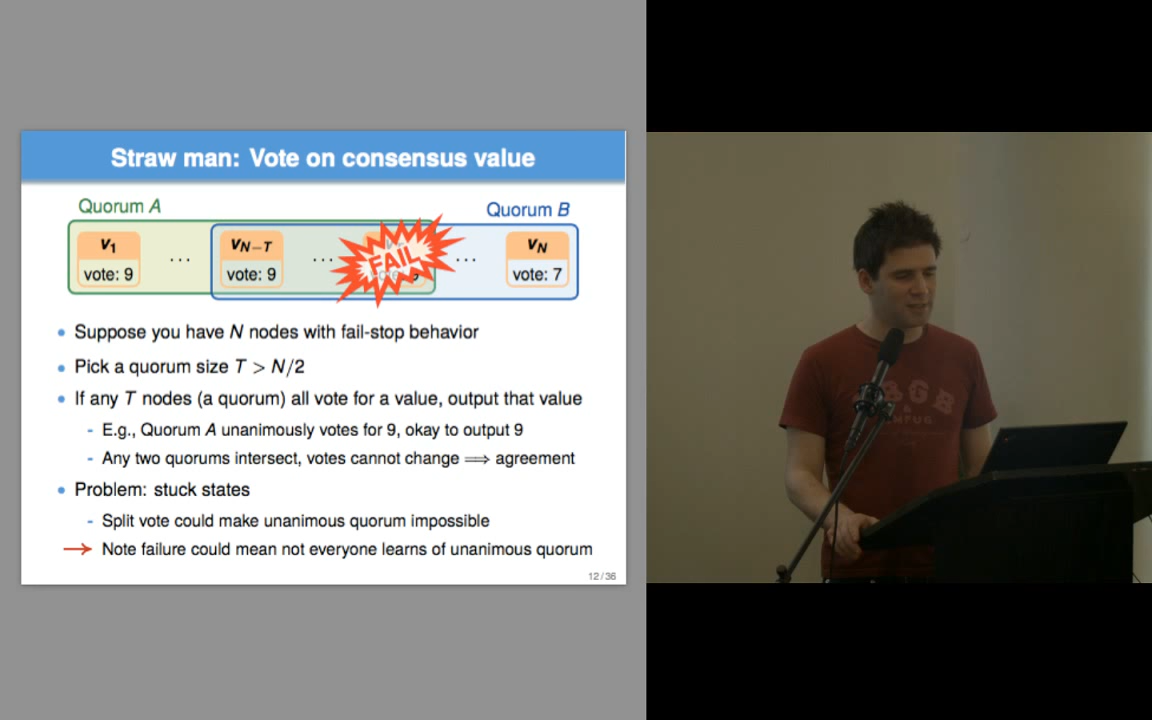 Straw man: Vote on consensus value
Quorum A
Quorum B
v1
vN−T
vN
vote: 9
...
vote: 9
...
FAIL
...
vote: 7
• Suppose you have N nodes with fail-stop behavior
• Pick a quorum size T > N/2
• If any T nodes (a quorum) all vote for a value, output that value
- E.g., Quorum A unanimously votes for 9, okay to output 9
- Any two quorums intersect, votes cannot change ⟹ agreement
• Problem: stuck states
- Split vote could make unanimous quorum impossible
→ Note failure could mean not everyone learns of unanimous quorum
12/36